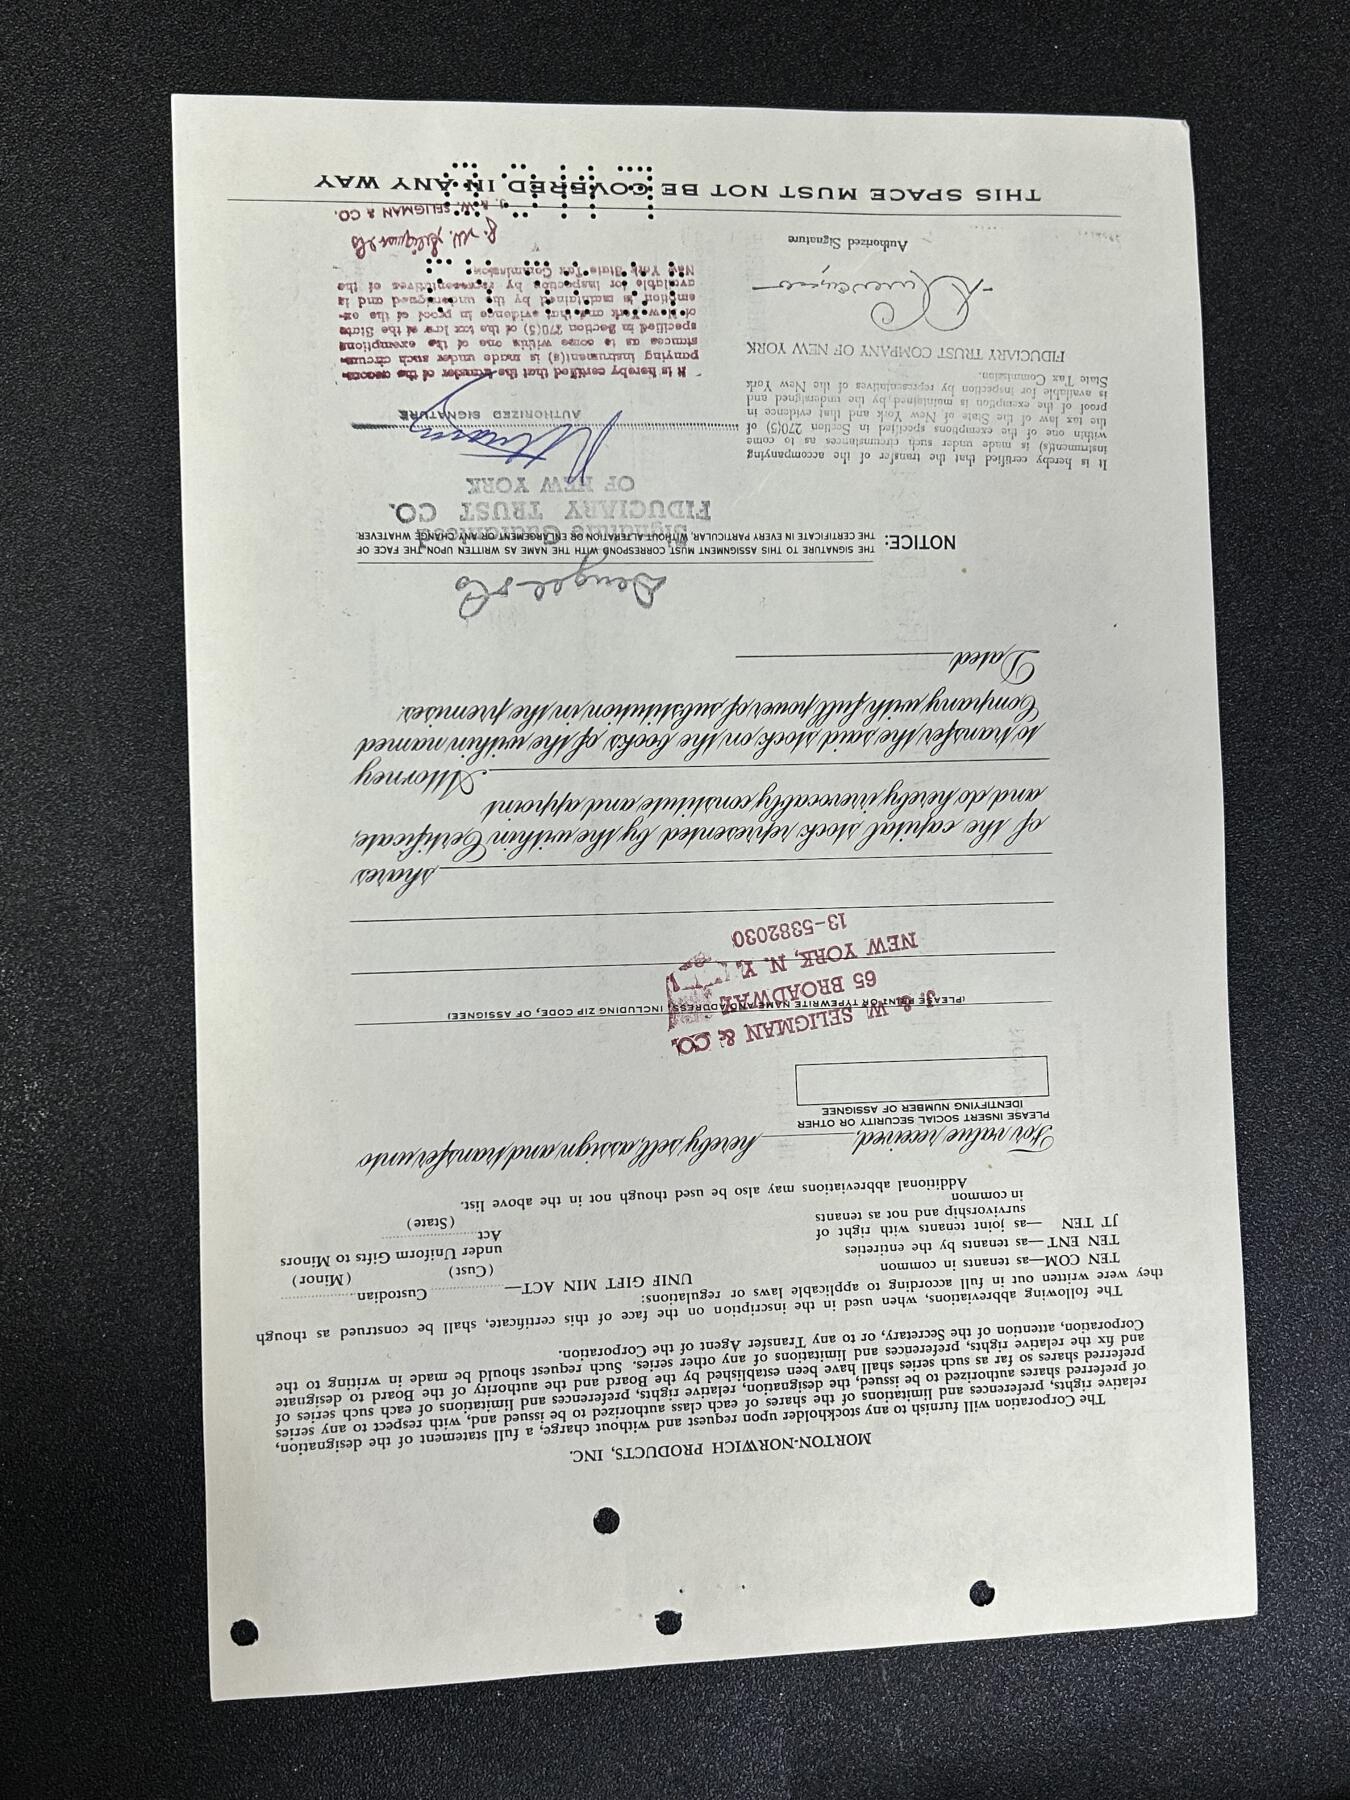 MORTON-NORWICH PRODUCTS, INC.
The Corporation will furnish to any stockholder upon request and without charge, a full statement of the designation,
relative rights, preferences and limitations of the shares of each class authorized to be issued and, with respect to any series
of preferred shares authorized to be issued, the designation, relative rights, preferences and limitations of each such series of
preferred shares so far as such series shall have been established by the Board and the authority of the Board to designate
and fix the relative rights, preferences and limitations of any other series. Such request should be made in writing to the
Corporation, attention of the Secretary, or to any Transfer Agent of the Corporation.
The following abbreviations, when used in the inscription on the face of this certificate, shall be construed as though
they were written out in full according to applicable laws or regulations:
TEN COM—as tenants in common
TEN ENT —as tenants by the entireties
JT TEN —as joint tenants with right of
survivorship and not as tenants
in common
UNIF GIFT MIN ACT—..........Custodian..........
(Cust) (Minor)
under Uniform Gifts to Minors
Act..........
(State)
Additional abbreviations may also be used though not in the above list.
For value received, hereby sell, assign and transfer unto
PLEASE INSERT SOCIAL SECURITY OR OTHER
IDENTIFYING NUMBER OF ASSIGNEE
J. & W. SELIGMAN & CO.
(PLEASE PRINT OR TYPEWRITE NAME AND ADDRESS, INCLUDING ZIP CODE, OF ASSIGNEE)
65 BROADWAY
NEW YORK, N. Y.
13-5382030
shares
of the capital stock represented by the within Certificate,
and do hereby irrevocably constitute and appoint
Attorney
to transfer the said stock on the books of the within named
Company with full power of substitution in the premises.
Dated
NOTICE:
THE SIGNATURE TO THIS ASSIGNMENT MUST CORRESPOND WITH THE NAME AS WRITTEN UPON THE FACE OF
THE CERTIFICATE IN EVERY PARTICULAR, WITHOUT ALTERATION OR ENLARGEMENT OR ANY CHANGE WHATEVER.
Signature Guaranteed
FIDUCIARY TRUST CO.
OF NEW YORK
AUTHORIZED SIGNATURE
It is hereby certified that the transfer of the accompanying
instrument(s) is made under such circumstances as to come
within one of the exemptions specified in Section 270(5) of
the tax law of the State of New York and that evidence in
proof of the exemption is maintained by the undersigned and
is available for inspection by representatives of the New York
State Tax Commission.
FIDUCIARY TRUST COMPANY OF NEW YORK
Authorized Signature
It is hereby certified that the transfer of the accom-
panying instrument(s) is made under such circum-
stances as to come within one of the exemptions
specified in Section 270(5) of the tax law of the State
of New York and that evidence in proof of the ex-
emption is maintained by the undersigned and is
available for inspection by representatives of the
New York State Tax Commission.
J. & W. Seligman & Co
J. & W. SELIGMAN & CO.
THIS SPACE MUST NOT BE COVERED IN ANY WAY